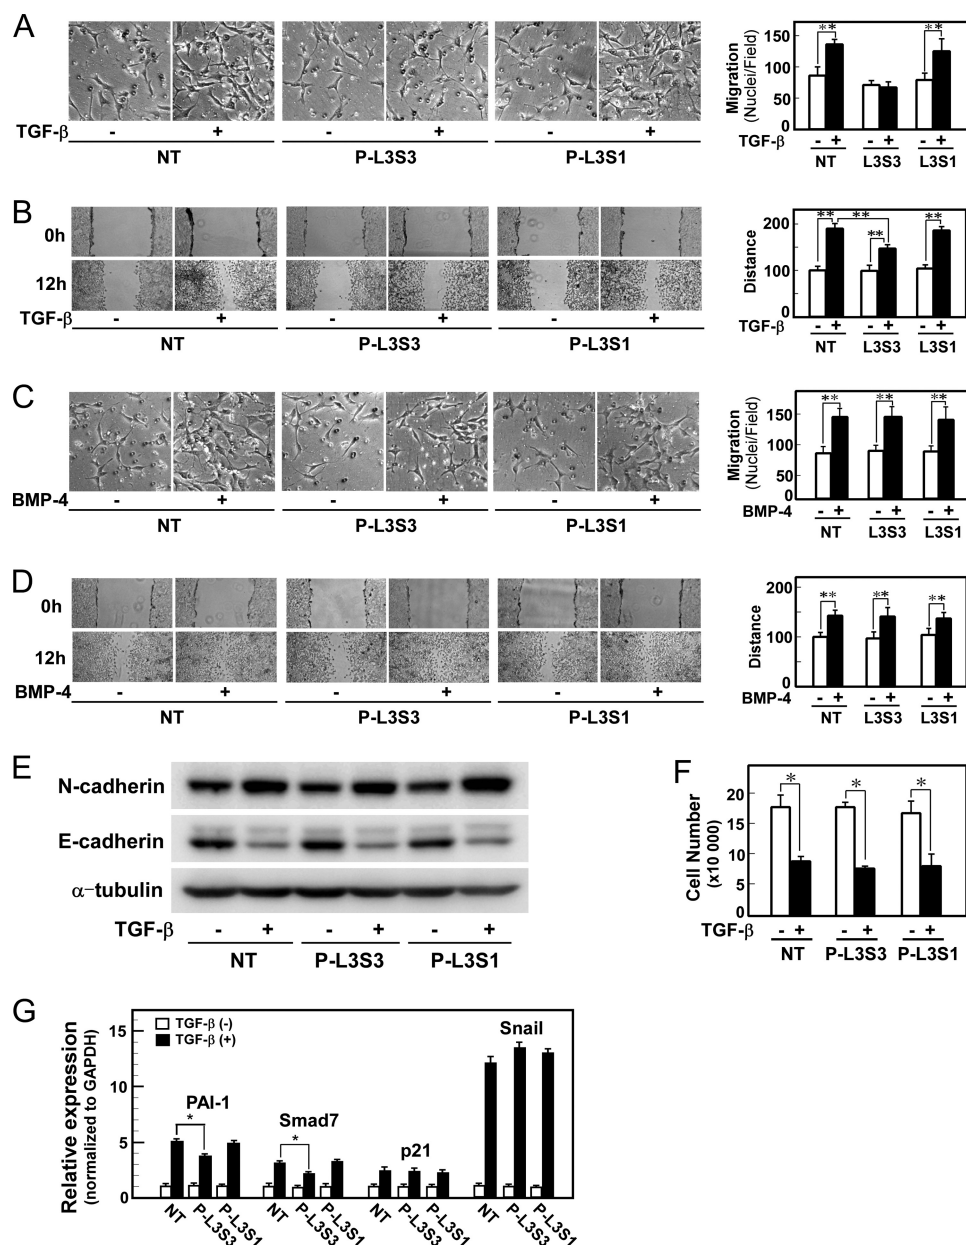 A
TGF-β - + - + - +
NT P-L3S3 P-L3S1
Migration
(Nuclei/Field)
150
100
50
0
** **
TGF-β - + - + - +
NT L3S3 L3S1
B
0h
12h
TGF-β - + - + - +
NT P-L3S3 P-L3S1
Distance
200
100
0
** ** ** **
TGF-β - + - + - +
NT L3S3 L3S1
C
BMP-4 - + - + - +
NT P-L3S3 P-L3S1
Migration
(Nuclei/Field)
150
100
50
0
** ** **
BMP-4 - + - + - +
NT L3S3 L3S1
D
0h
12h
BMP-4 - + - + - +
NT P-L3S3 P-L3S1
Distance
200
100
0
** ** **
BMP-4 - + - + - +
NT L3S3 L3S1
E
N-cadherin
E-cadherin
α-tubulin
TGF-β - + - + - +
NT P-L3S3 P-L3S1
F
Cell Number
(x10 000)
20
15
10
5
0
* * *
TGF-β - + - + - +
NT P-L3S3 P-L3S1
G
Relative expression
(normalized to GAPDH)
15
10
5
0
TGF-β (-)
TGF-β (+)
PAI-1
*
Smad7
*
p21
Snail
NT P-L3S3 P-L3S1 NT P-L3S3 P-L3S1 NT P-L3S3 P-L3S1 NT P-L3S3 P-L3S1